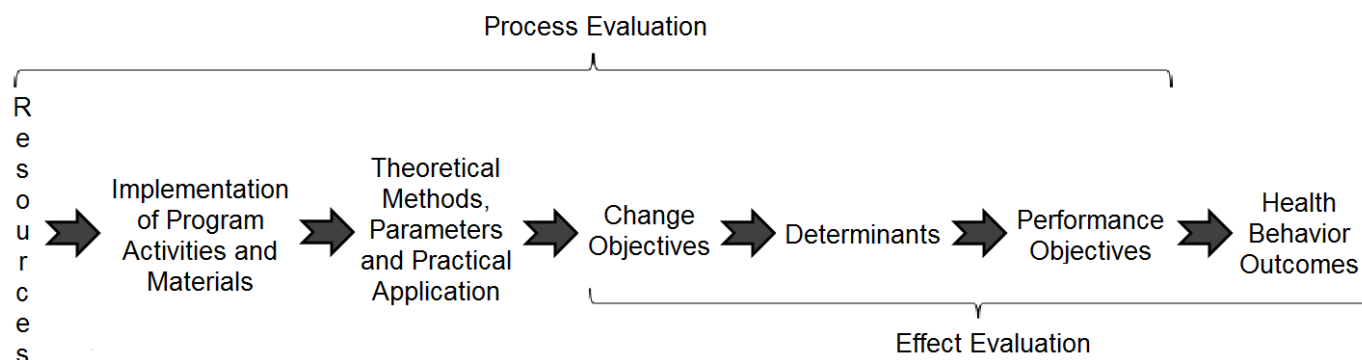 Process Evaluation
Resources
Implementation
of Program
Activities and
Materials
Theoretical
Methods,
Parameters
and Practical
Application
Change
Objectives
Determinants
Performance
Objectives
Health
Behavior
Outcomes
Effect Evaluation